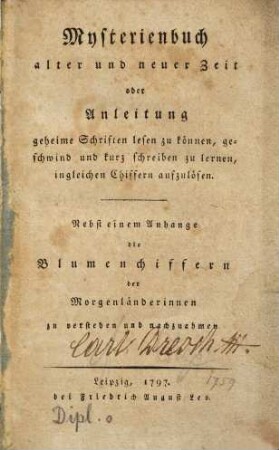 Mysterienbuch
alter und neuer Zeit
oder
Anleitung
geheime Schriften lesen zu können, ge-
schwind und kurz schreiben zu lernen,
ingleichen Chiffern aufzulösen.
Nebst einem Anhange
die
Blumenchiffern
der
Morgenländerinnen
zu verstehen und nachzuahmen
Carl
1759
Leipzig, 1797.
bei Friedrich August Leo.
Dipl.